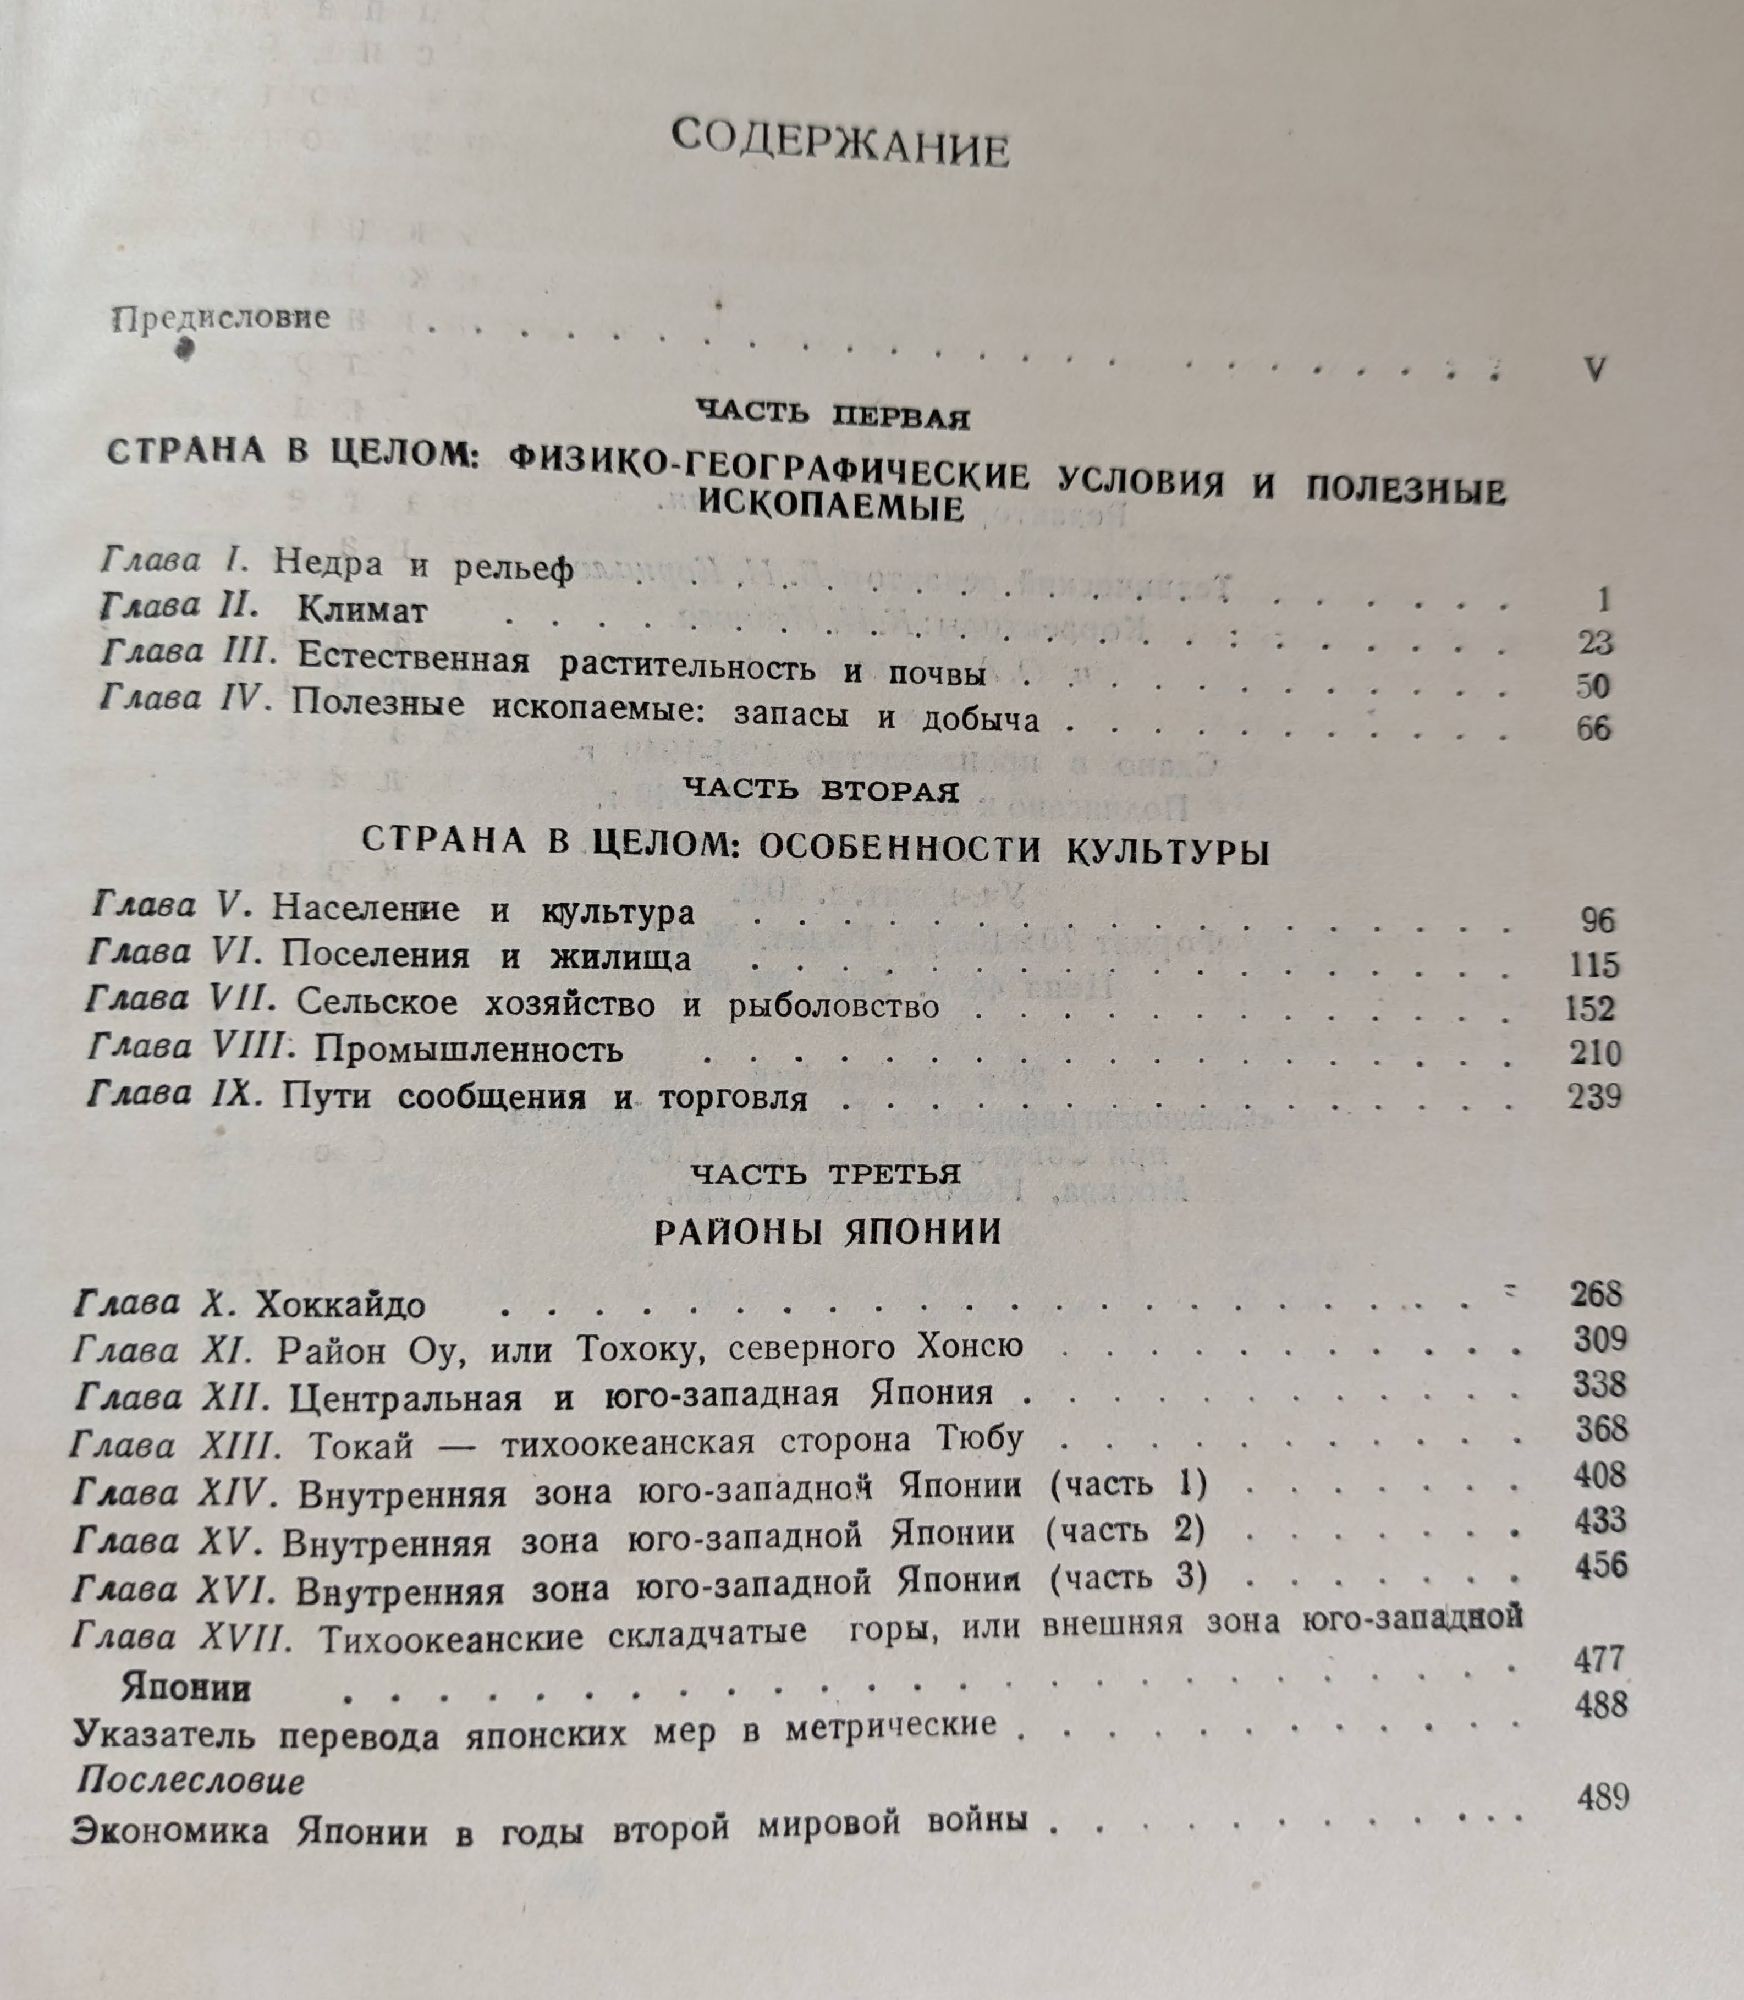 СОДЕРЖАНИЕ
Предисловие . . . . . . . . . . . . . . . . . . . . . . . . V
ЧАСТЬ ПЕРВАЯ
СТРАНА В ЦЕЛОМ: ФИЗИКО-ГЕОГРАФИЧЕСКИЕ УСЛОВИЯ И ПОЛЕЗНЫЕ
ИСКОПАЕМЫЕ
Глава I. Недра и рельеф . . . . . . . . . . . . . . . . . . 1
Глава II. Климат . . . . . . . . . . . . . . . . . . . . . 23
Глава III. Естественная растительность и почвы . . . . . . . . . . . . 50
Глава IV. Полезные ископаемые: запасы и добыча . . . . . . . . . . . 66
ЧАСТЬ ВТОРАЯ
СТРАНА В ЦЕЛОМ: ОСОБЕННОСТИ КУЛЬТУРЫ
Глава V. Население и культура . . . . . . . . . . . . . . . . . 96
Глава VI. Поселения и жилища . . . . . . . . . . . . . . . . . 115
Глава VII. Сельское хозяйство и рыболовство . . . . . . . . . . . . . 152
Глава VIII. Промышленность . . . . . . . . . . . . . . . . . . 210
Глава IX. Пути сообщения и торговля . . . . . . . . . . . . . . . . 239
ЧАСТЬ ТРЕТЬЯ
РАЙОНЫ ЯПОНИИ
Глава X. Хоккайдо . . . . . . . . . . . . . . . . . . . . . . 268
Глава XI. Район Оу, или Тохоку, северного Хонсю . . . . . . . . . . . 309
Глава XII. Центральная и юго-западная Япония . . . . . . . . . . . . 338
Глава XIII. Токай — тихоокеанская сторона Тюбу . . . . . . . . . . . 368
Глава XIV. Внутренняя зона юго-западной Японии (часть 1) . . . . . . . 408
Глава XV. Внутренняя зона юго-западной Японии (часть 2) . . . . . . . 433
Глава XVI. Внутренняя зона юго-западной Японии (часть 3) . . . . . . . 456
Глава XVII. Тихоокеанские складчатые горы, или внешняя зона юго-западной
Японии . . . . . . . . . . . . . . . . . . . . . . . . . 477
Указатель перевода японских мер в метрические . . . . . . . . . . . . 488
Послесловие
Экономика Японии в годы второй мировой войны . . . . . . . . . . . 489